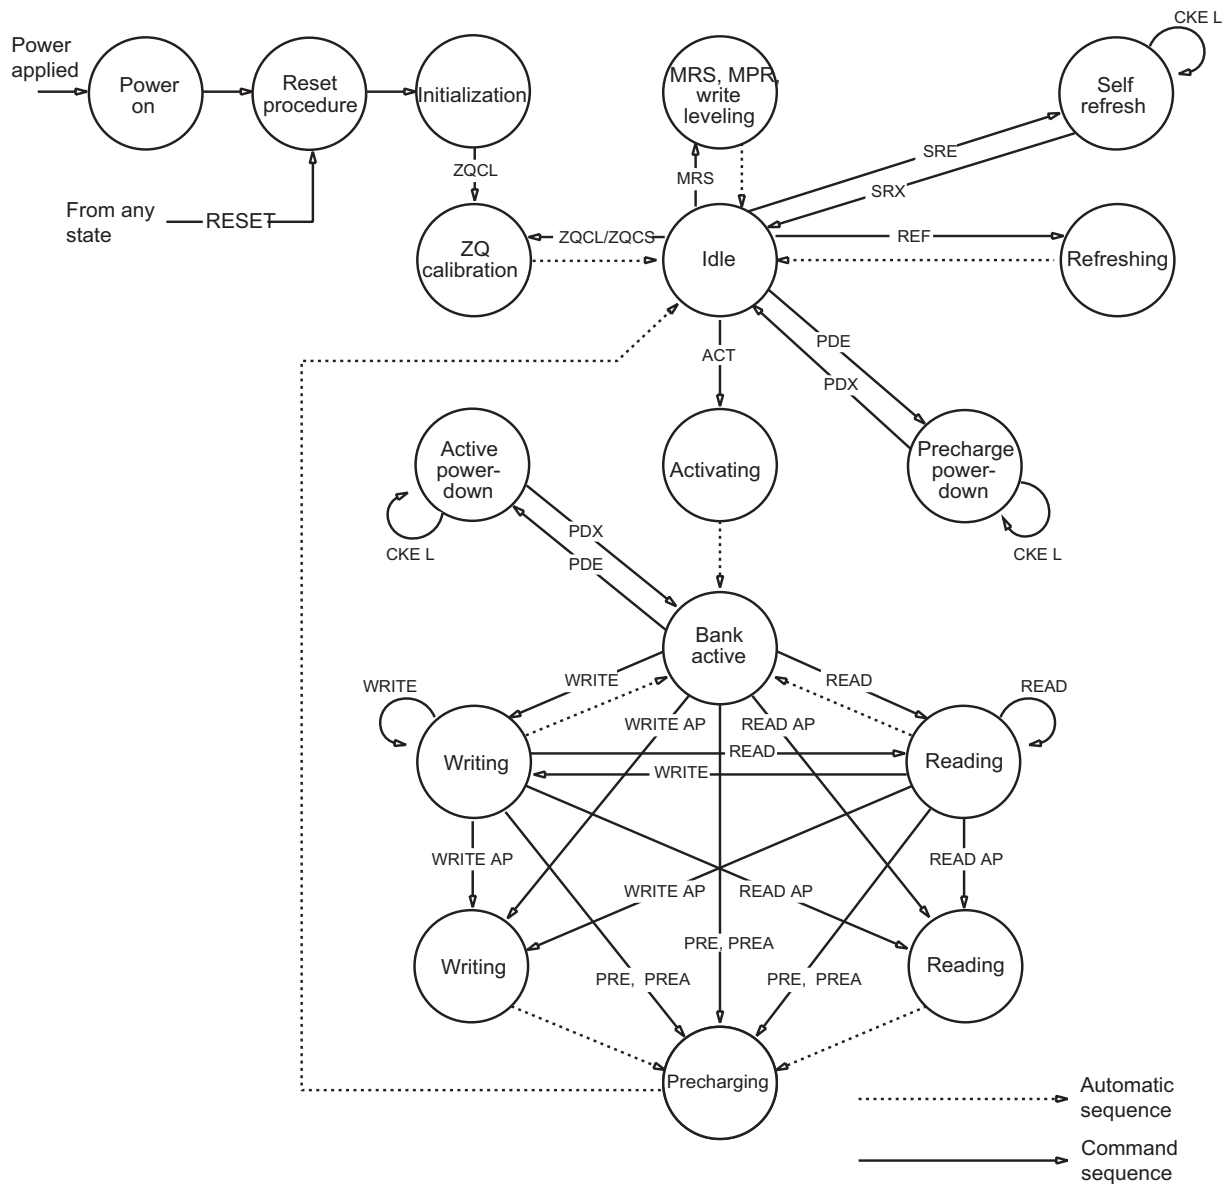 CKE L
Power
applied
Power
on
Reset
procedure
Initialization
MRS, MPR,
write
leveling
Self
refresh
SRE
ZQCL
MRS
SRX
From any
state
RESET
ZQCL/ZQCS
REF
ZQ
calibration
Idle
Refreshing
PDE
ACT
PDX
Active
power-
down
Activating
Precharge
power-
down
PDX
CKE L
CKE L
PDE
Bank
active
WRITE
WRITE
READ
READ
WRITE AP
READ AP
READ
Writing
Reading
WRITE
WRITE AP
READ AP
WRITE AP
READ AP
PRE, PREA
Writing
Reading
PRE, PREA
PRE, PREA
Precharging
Automatic
sequence
Command
sequence